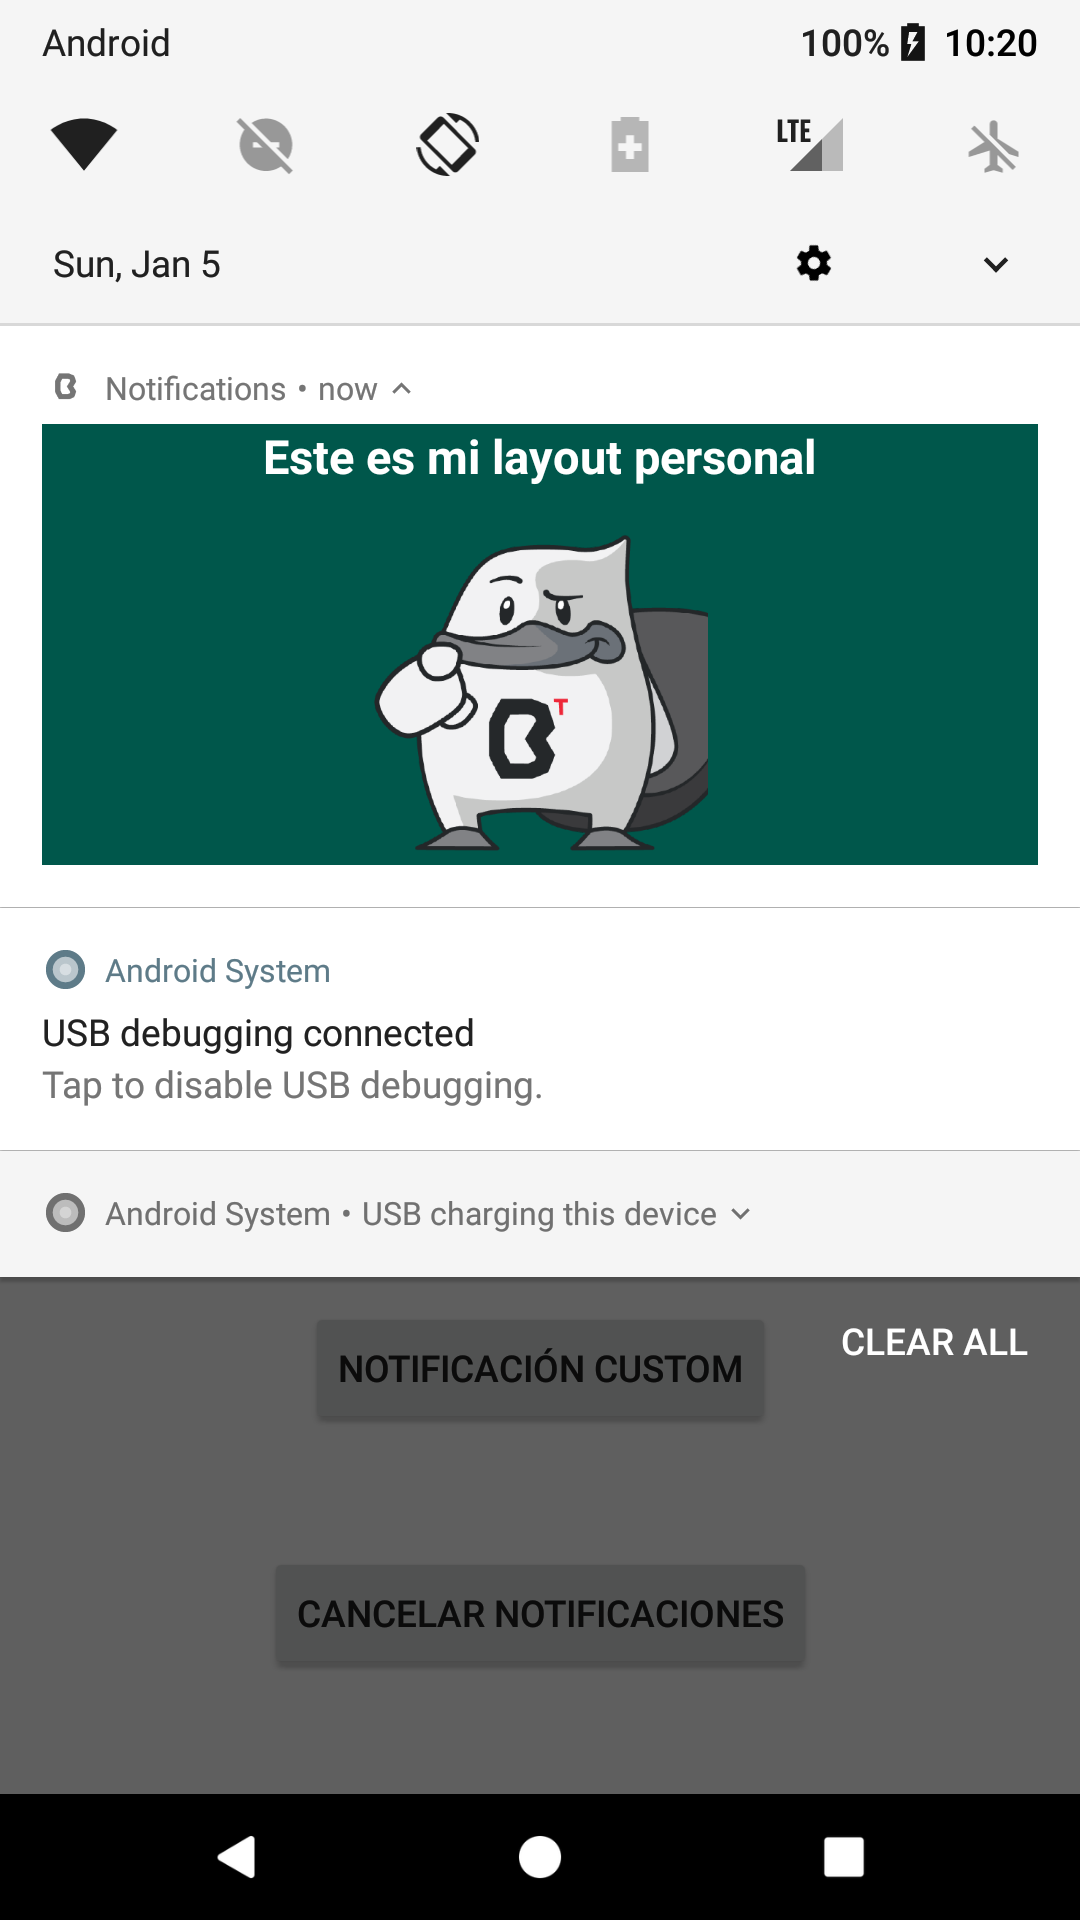 Android 100% 10:20
LTE
Sun, Jan 5
Notifications • now
Este es mi layout personal
B T
Android System
USB debugging connected
Tap to disable USB debugging.
Android System • USB charging this device
CLEAR ALL
NOTIFICACIÓN CUSTOM
CANCELAR NOTIFICACIONES